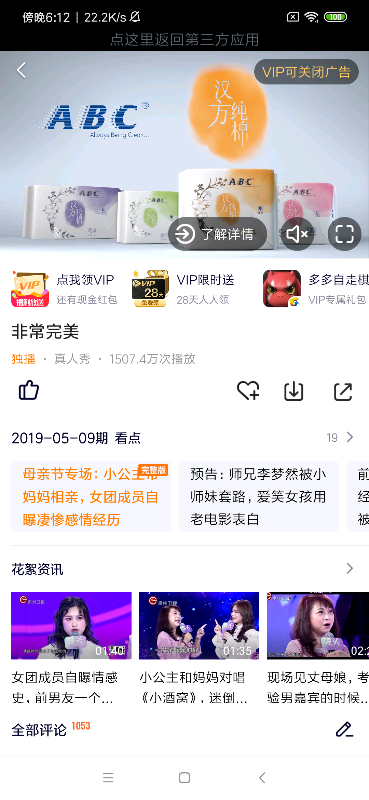 傍晚6:12 | 22.2K/s
100
点这里返回第三方应用
VIP可关闭广告
ABC®
Always Being Clean...
汉方
纯棉
ABC
ABC
了解详情
点我领VIP
还有现金红包
VIP限时送
28天人人领
多多自走棋
VIP专属礼包
非常完美
独播 · 真人秀 · 1507.4万次播放
2019-05-09期 看点
19
母亲节专场：小公主带
妈妈相亲，女团成员自
曝凄惨感情经历
完整版
预告：师兄李梦然被小
师妹套路，爱笑女孩用
老电影表白
前
经
被
花絮资讯
01:40
01:35
02:2
女团成员自曝情感
史，前男友一个...
小公主和妈妈对唱
《小酒窝》，迷倒...
现场见丈母娘，考
验男嘉宾的时候...
全部评论 1053